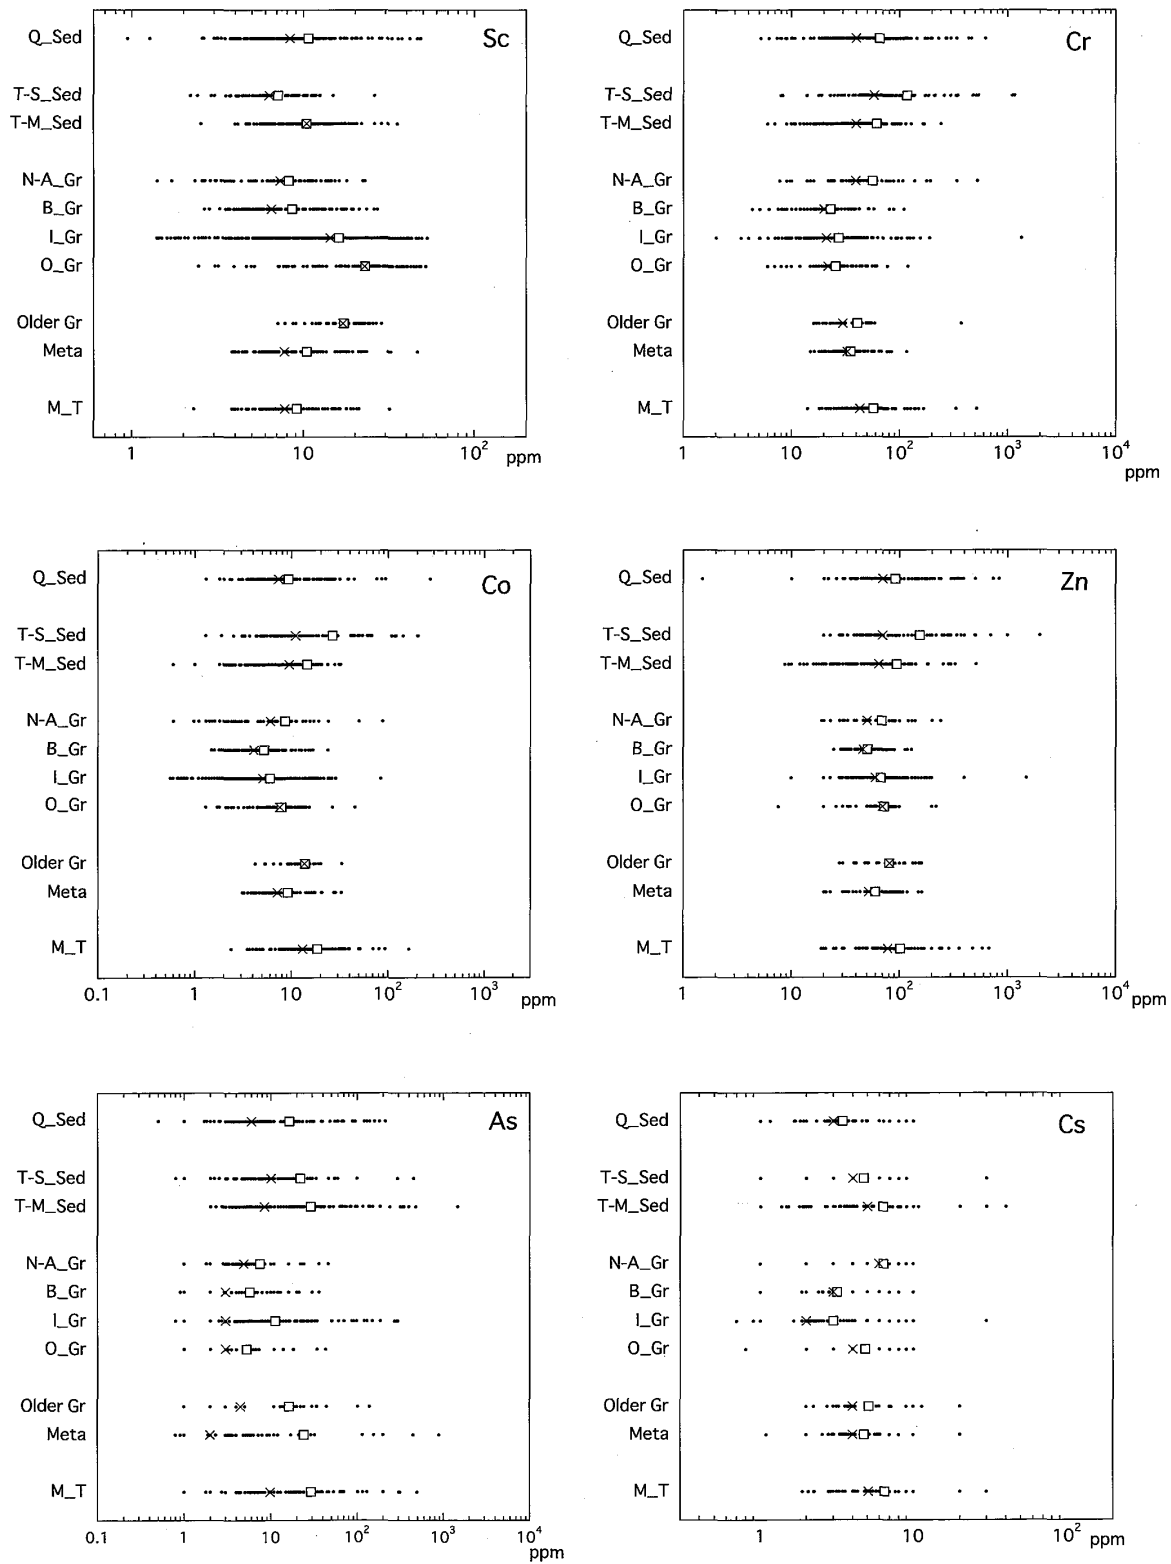 Sc
Q_Sed
T-S_Sed
T-M_Sed
N-A_Gr
B_Gr
I_Gr
O_Gr
Older Gr
Meta
M_T
1 10 10² ppm
Cr
Q_Sed
T-S_Sed
T-M_Sed
N-A_Gr
B_Gr
I_Gr
O_Gr
Older Gr
Meta
M_T
1 10 10² 10³ 10⁴ ppm
Co
Q_Sed
T-S_Sed
T-M_Sed
N-A_Gr
B_Gr
I_Gr
O_Gr
Older Gr
Meta
M_T
0.1 1 10 10² 10³ ppm
Zn
Q_Sed
T-S_Sed
T-M_Sed
N-A_Gr
B_Gr
I_Gr
O_Gr
Older Gr
Meta
M_T
1 10 10² 10³ 10⁴ ppm
As
Q_Sed
T-S_Sed
T-M_Sed
N-A_Gr
B_Gr
I_Gr
O_Gr
Older Gr
Meta
M_T
0.1 1 10 10² 10³ 10⁴ ppm
Cs
Q_Sed
T-S_Sed
T-M_Sed
N-A_Gr
B_Gr
I_Gr
O_Gr
Older Gr
Meta
M_T
1 10 10² ppm